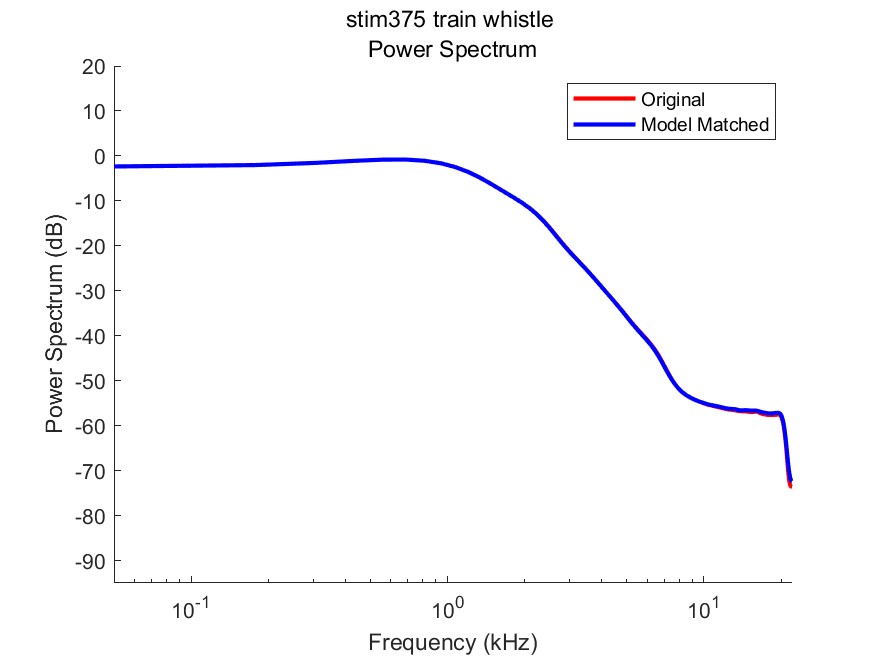 stim375 train whistle
Power Spectrum
Original
Model Matched
20
10
0
-10
-20
-30
-40
-50
-60
-70
-80
-90
Power Spectrum (dB)
10^-1
10^0
10^1
Frequency (kHz)